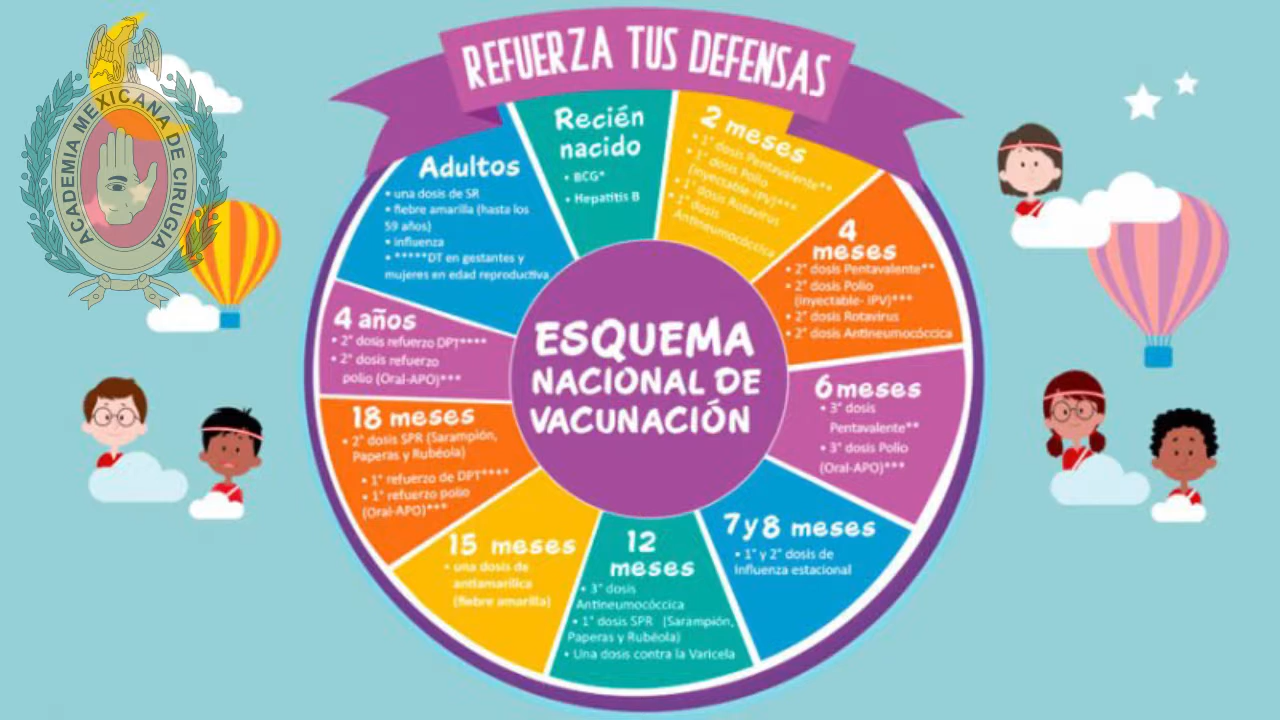 ACADEMIA MEXICANA DE CIRUGIA
REFUERZA TUS DEFENSAS
ESQUEMA
NACIONAL DE
VACUNACIÓN
Recién
nacido
• BCG*
• Hepatitis B
2 meses
• 1° dosis Pentavalente**
• 1° dosis Polio
(inyectable-IPV)***
• 1° dosis Rotavirus
• 1° dosis
Antineumocóccica
4
meses
• 2° dosis Pentavalente**
• 2° dosis Polio
(inyectable- IPV)***
• 2° dosis Rotavirus
• 2° dosis Antineumocóccica
6 meses
• 3° dosis
Pentavalente**
• 3° dosis Polio
(Oral-APO)***
7 y 8 meses
• 1° y 2° dosis de
Influenza estacional
12
meses
• 3° dosis
Antineumocóccica
• 1° dosis SPR (Sarampión,
Paperas y Rubéola)
• Una dosis contra la Varicela
15 meses
• una dosis de
antiamarílica
(fiebre amarilla)
18 meses
• 2° dosis SPR (Sarampión,
Paperas y Rubéola)
• 1° refuerzo de DPT****
• 1° refuerzo polio
(Oral-APO)***
4 años
• 2° dosis refuerzo DPT****
• 2° dosis refuerzo
polio (Oral-APO)***
Adultos
• una dosis de SR
• fiebre amarilla (hasta los
59 años)
• influenza
• *****DT en gestantes y
mujeres en edad reproductiva